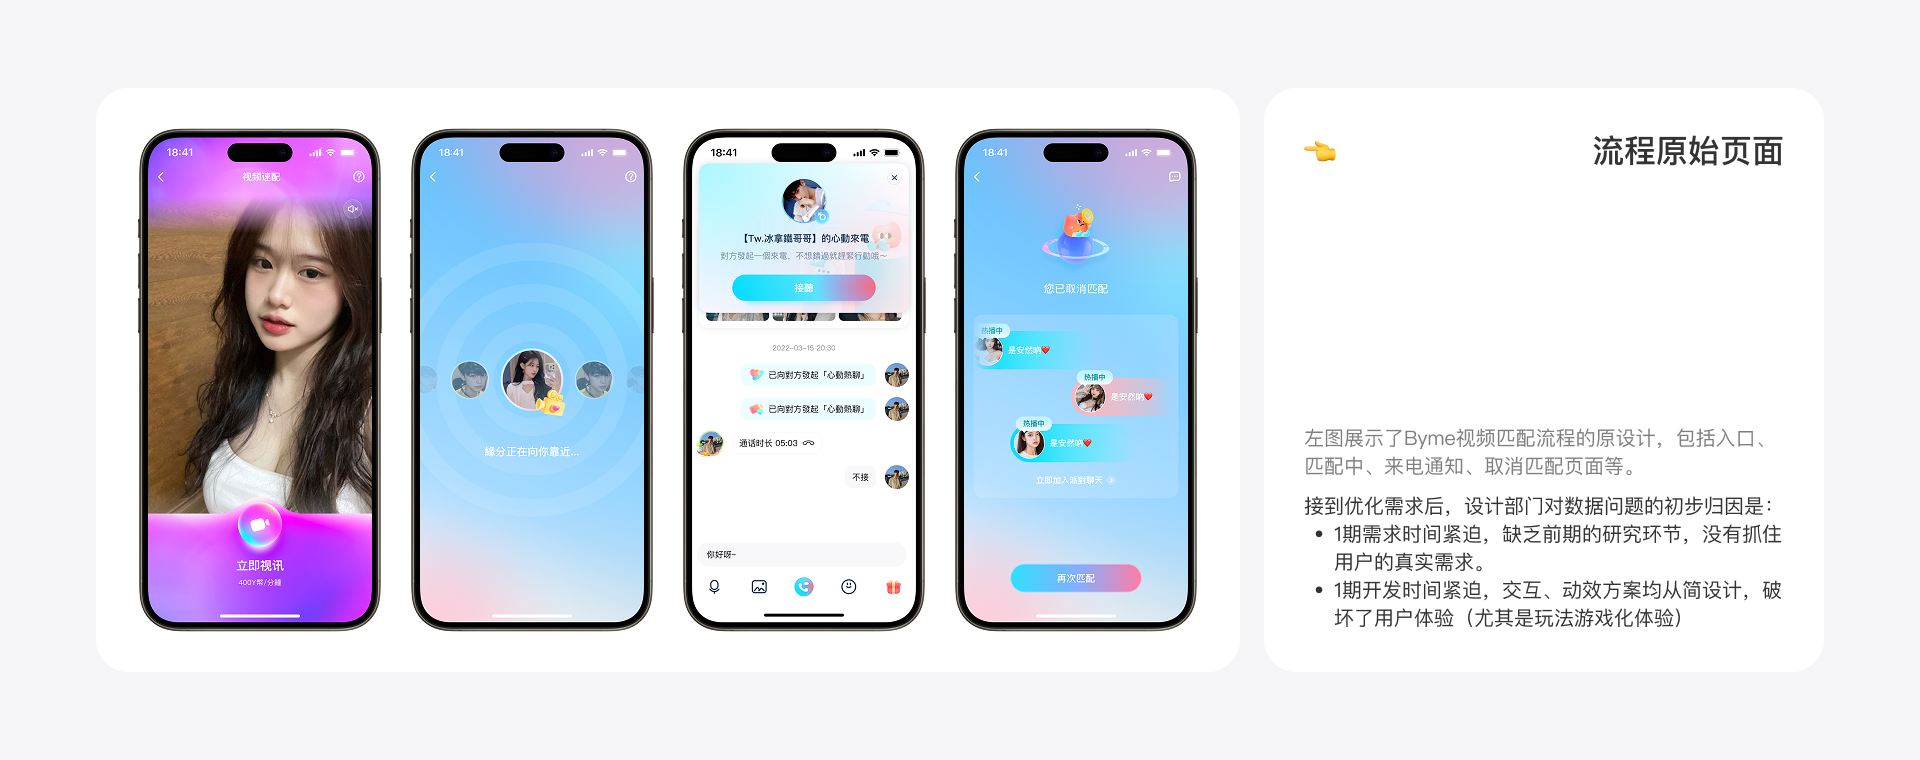 18:41
视频速配
立即视讯
400Y幣/分鐘
18:41
緣分正在向你靠近...
18:41
【Tw.冰拿鐵哥哥】的心動來電
對方發起一個來電，不想錯過就趕緊行動哦~
接聽
2022-03-15 20:30
已向對方發起「心動熱聊」
已向對方發起「心動熱聊」
通话时长 05:03
不接
你好呀~
18:41
您已取消匹配
热播中
是安然吶❤️
热播中
是安然吶❤️
热播中
是安然吶❤️
立即加入派對聊天
再次匹配
👈 流程原始页面
左图展示了Byme视频匹配流程的原设计，包括入口、
匹配中、来电通知、取消匹配页面等。
接到优化需求后，设计部门对数据问题的初步归因是：
• 1期需求时间紧迫，缺乏前期的研究环节，没有抓住
用户的真实需求。
• 1期开发时间紧迫，交互、动效方案均从简设计，破
坏了用户体验（尤其是玩法游戏化体验）